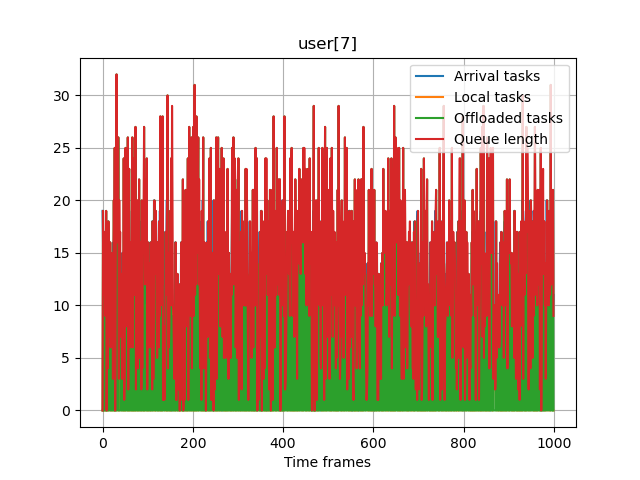 user[7]
Arrival tasks
Local tasks
Offloaded tasks
Queue length
30
25
20
15
10
5
0
0 200 400 600 800 1000
Time frames